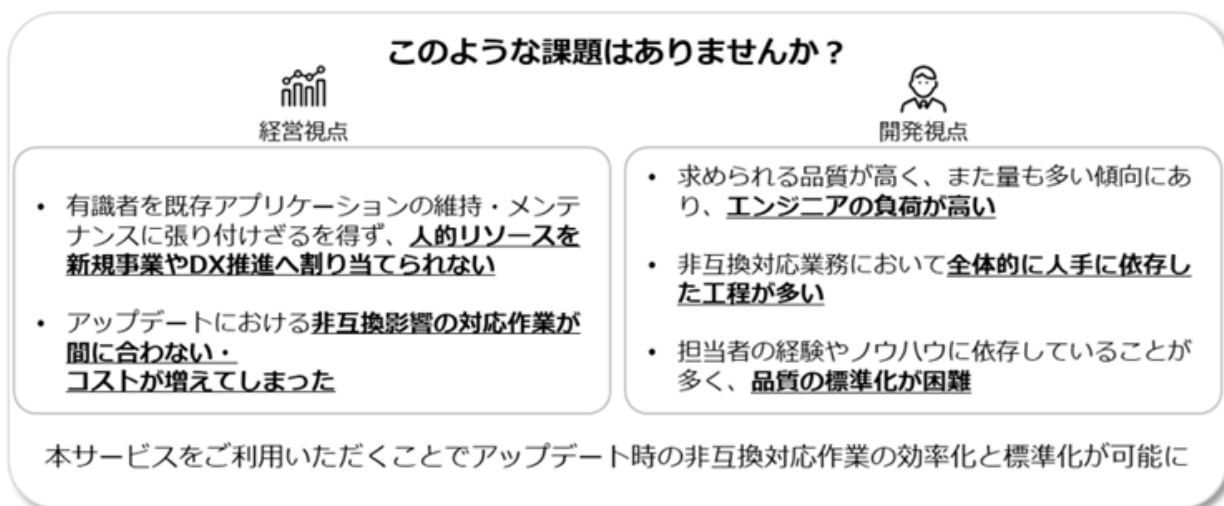 このような課題はありませんか？
経営視点
・ 有識者を既存アプリケーションの維持・メンテ
ナンスに張り付けざるを得ず、人的リソースを
新規事業やDX推進へ割り当てられない
・ アップデートにおける非互換影響の対応作業が
間に合わない・
コストが増えてしまった
開発視点
・ 求められる品質が高く、また量も多い傾向にあ
り、エンジニアの負荷が高い
・ 非互換対応業務において全体的に人手に依存し
た工程が多い
・ 担当者の経験やノウハウに依存していることが
多く、品質の標準化が困難
本サービスをご利用いただくことでアップデート時の非互換対応作業の効率化と標準化が可能に